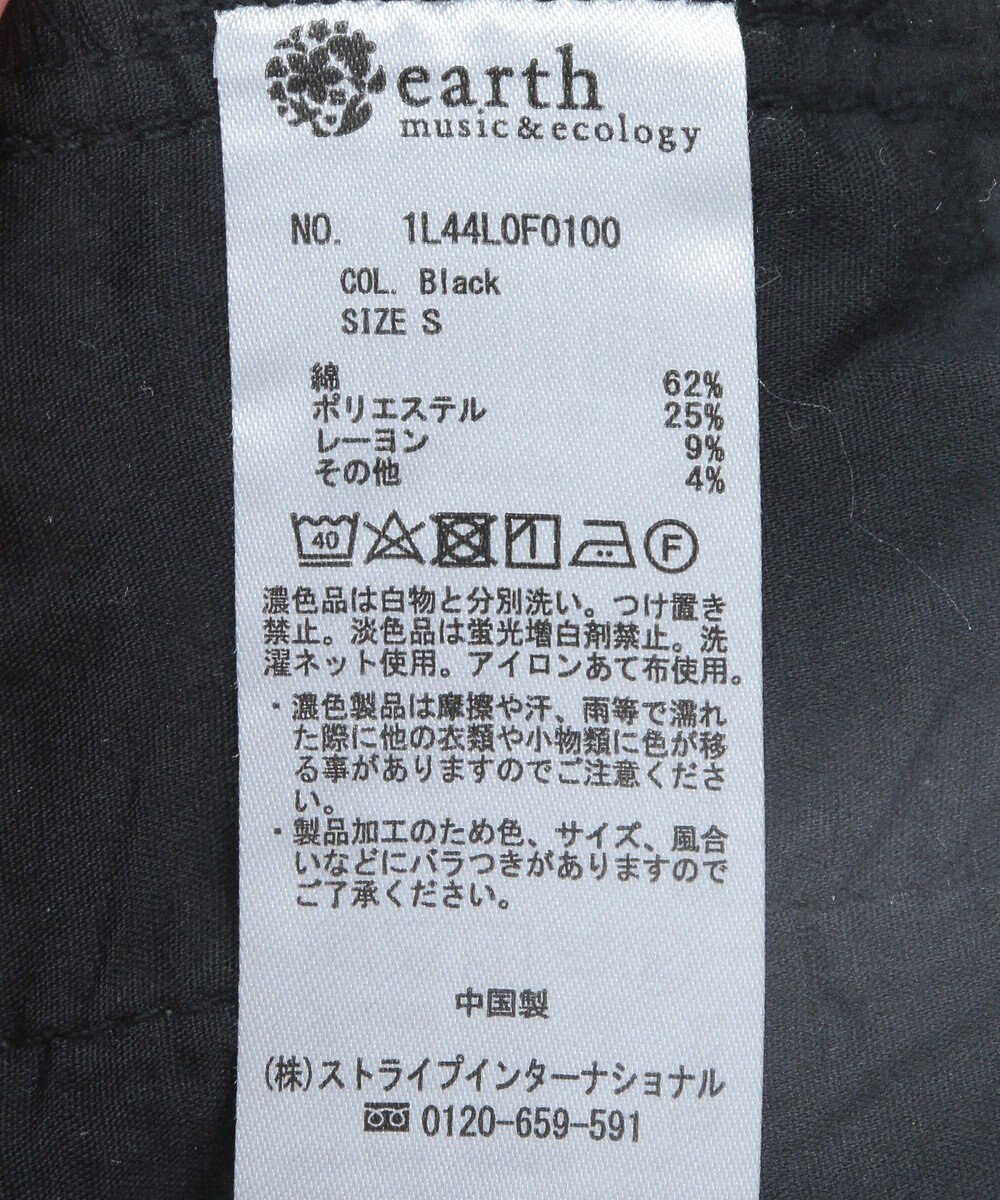 earth
music&ecology
NO. 1L44L0F0100
COL. Black
SIZE S
綿 62%
ポリエステル 25%
レーヨン 9%
その他 4%
40 F
濃色品は白物と分別洗い。つけ置き
禁止。淡色品は蛍光増白剤禁止。洗
濯ネット使用。アイロンあて布使用。
・濃色製品は摩擦や汗、雨等で濡れ
た際に他の衣類や小物類に色が移
る事がありますのでご注意くださ
い。
・製品加工のため色、サイズ、風合
いなどにバラつきがありますので
ご了承ください。
中国製
(株)ストライプインターナショナル
0120-659-591